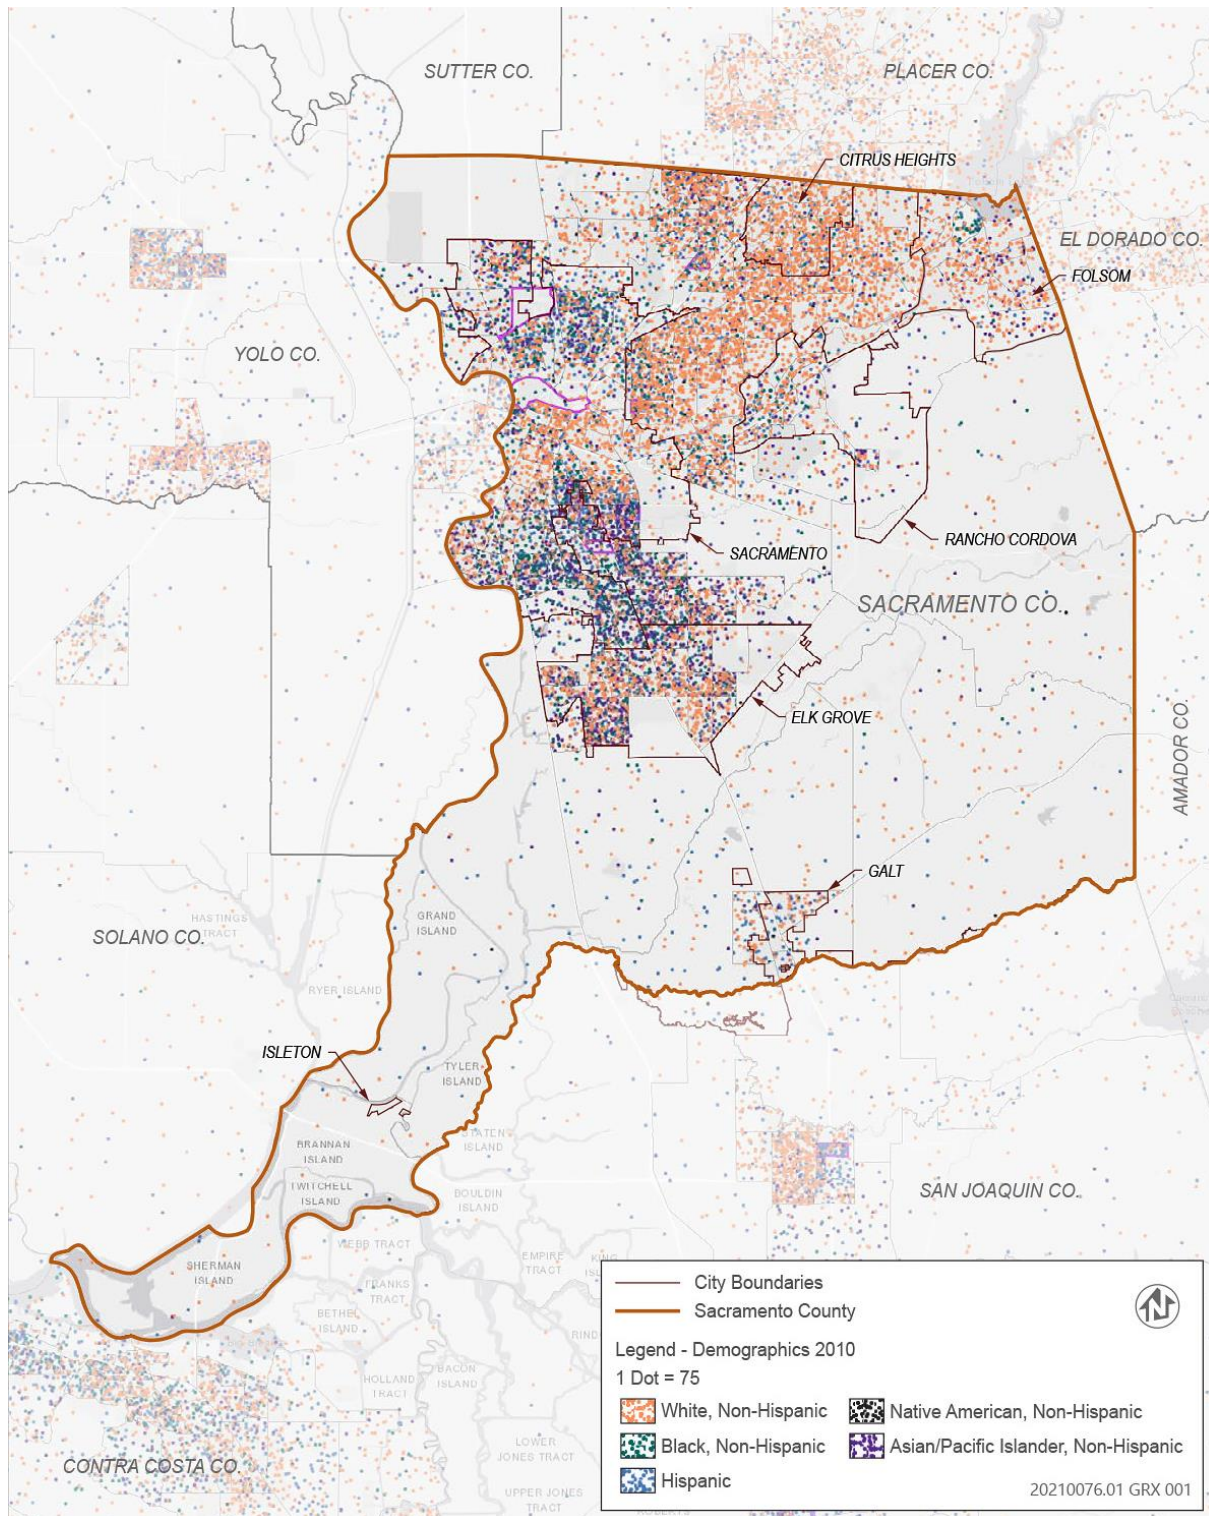 SUTTER CO.
PLACER CO.
CITRUS HEIGHTS
EL DORADO CO.
FOLSOM
YOLO CO.
RANCHO CORDOVA
SACRAMENTO
SACRAMENTO CO.
ELK GROVE
AMADOR CO.
GALT
GRAND
ISLAND
HASTINGS
TRACT
SOLANO CO.
RYER ISLAND
ISLETON
TYLER
ISLAND
STATEN
ISLAND
BRANNAN
ISLAND
TWITCHELL
ISLAND
BOULDIN
ISLAND
SAN JOAQUIN CO.
WEBB TRACT
EMPIRE
TRACT
KING
SHERMAN
ISLAND
FRANKS
TRACT
BETHEL
ISLAND
HOLLAND
TRACT
BACON
ISLAND
LOWER
JONES TRACT
UPPER JONES
TRACT
CONTRA COSTA CO.
City Boundaries
Sacramento County
Legend - Demographics 2010
1 Dot = 75
White, Non-Hispanic
Native American, Non-Hispanic
Black, Non-Hispanic
Asian/Pacific Islander, Non-Hispanic
Hispanic
20210076.01 GRX 001